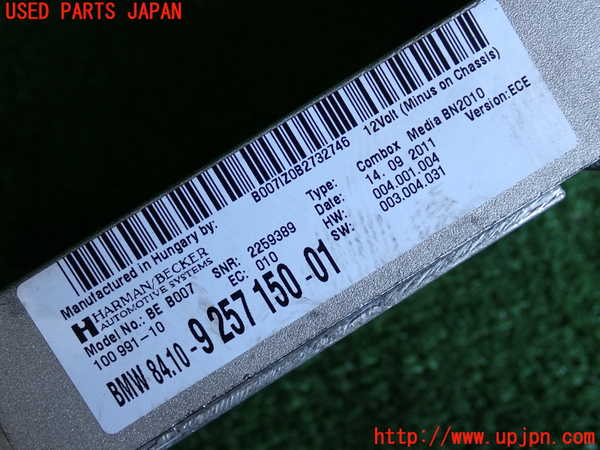 USED PARTS JAPAN
B007IZ0B2732746
12Volt (Minus on Chassis)
Manufactured in Hungary by:
HARMAN/BECKER
AUTOMOTIVE SYSTEMS
Model No.: BE B007
100 991-10
SNR: 2259389
EC: 010
Type: Combox Media BN2010
Date: 14. 09 2011
HW: 004.001.004
SW: 003.004.031
Version:ECE
BMW 84.10-9 257 150-01
http://www.upjpn.com